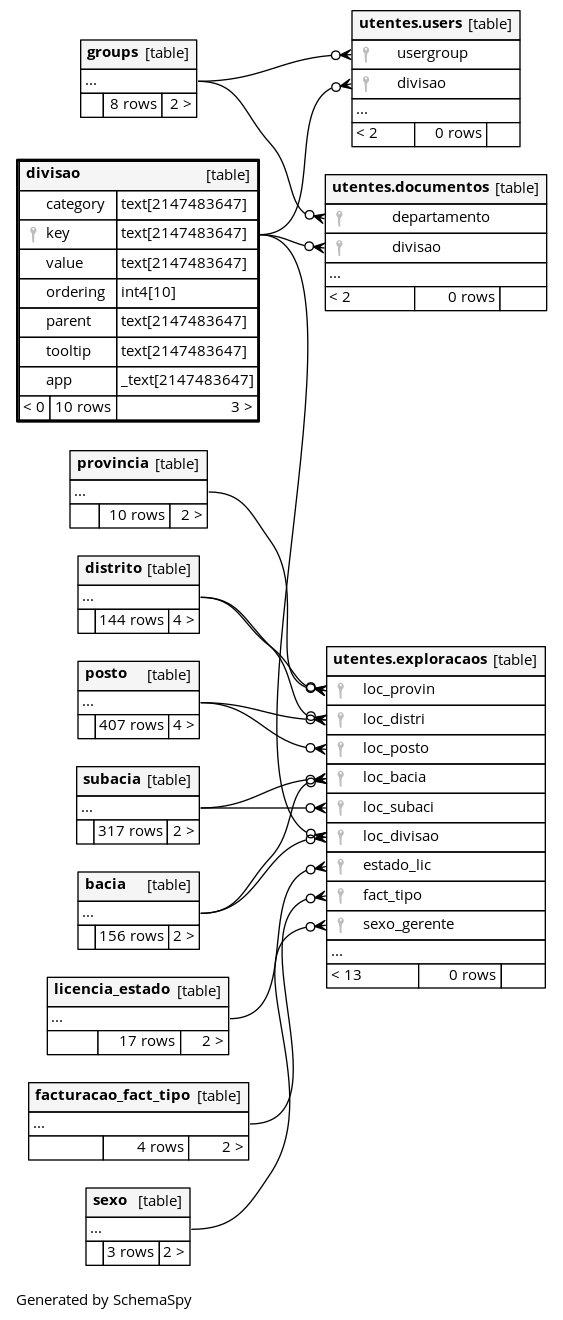 groups [table]
...
8 rows 2 >
utentes.users [table]
usergroup
divisao
...
< 2 0 rows
divisao [table]
category text[2147483647]
key text[2147483647]
value text[2147483647]
ordering int4[10]
parent text[2147483647]
tooltip text[2147483647]
app _text[2147483647]
< 0 10 rows 3 >
utentes.documentos [table]
departamento
divisao
...
< 2 0 rows
provincia [table]
...
10 rows 2 >
distrito [table]
...
144 rows 4 >
posto [table]
...
407 rows 4 >
subacia [table]
...
317 rows 2 >
bacia [table]
...
156 rows 2 >
licencia_estado [table]
...
17 rows 2 >
facturacao_fact_tipo [table]
...
4 rows 2 >
sexo [table]
...
3 rows 2 >
utentes.exploracaos [table]
loc_provin
loc_distri
loc_posto
loc_bacia
loc_subaci
loc_divisao
estado_lic
fact_tipo
sexo_gerente
...
< 13 0 rows
Generated by SchemaSpy